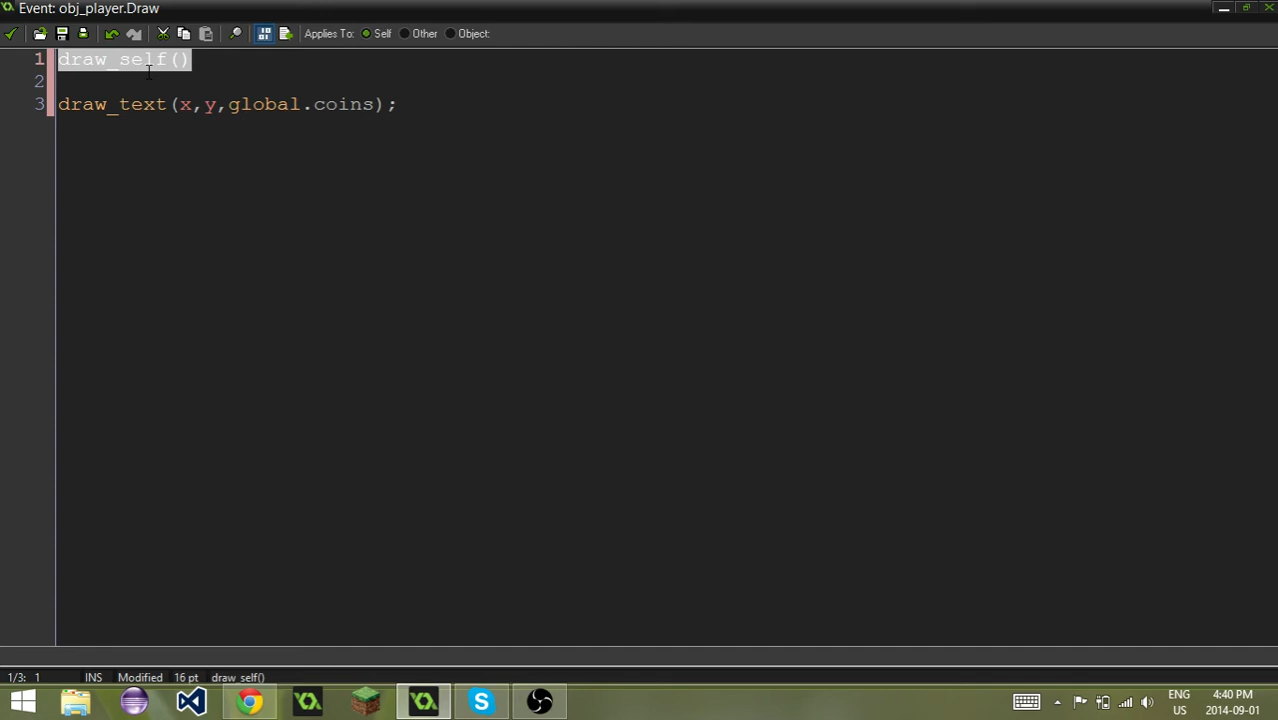 Event: obj_player.Draw
Applies To: Self Other Object:
1 draw_self()
2
3 draw_text(x,y,global.coins);
1/3: 1 INS Modified 16 pt draw_self()
ENG 4:40 PM
US 2014-09-01